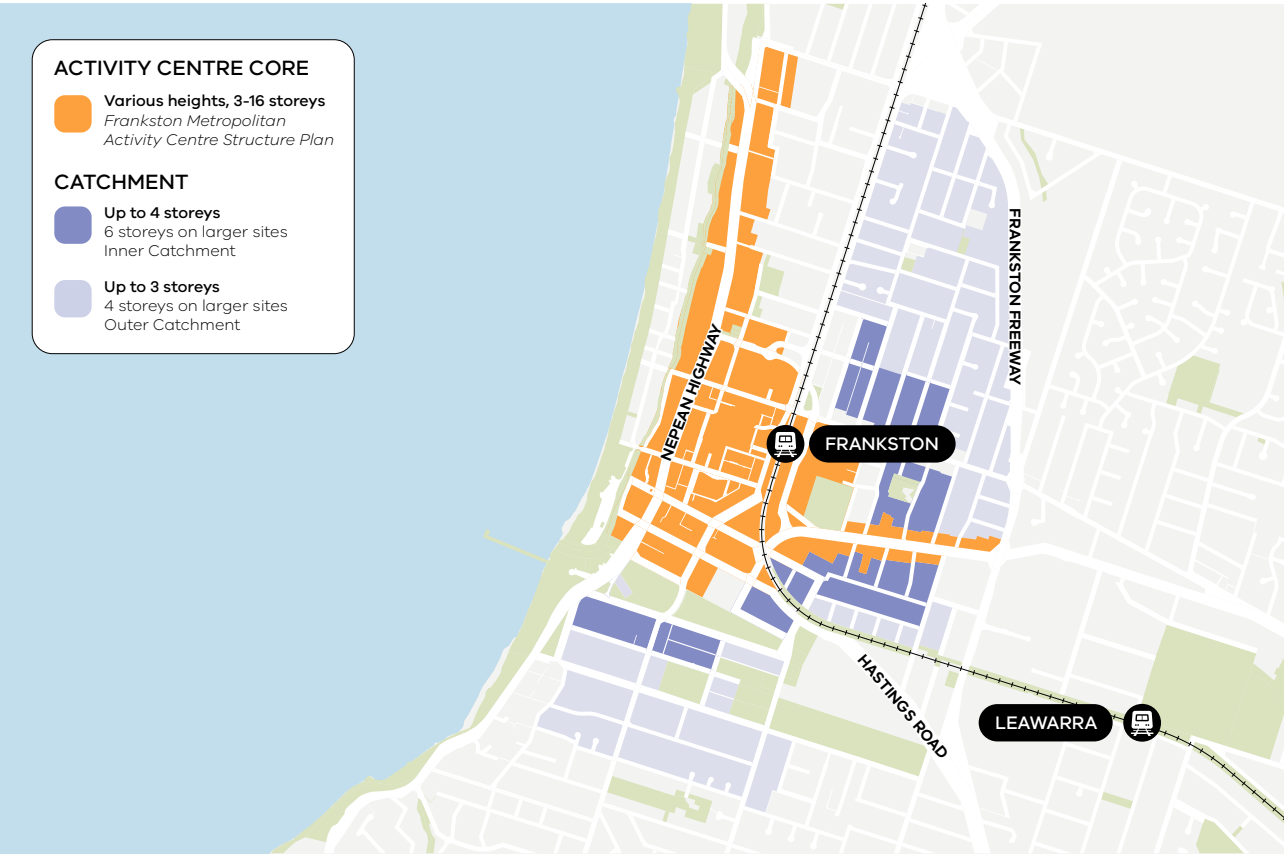 ACTIVITY CENTRE CORE
Various heights, 3-16 storeys
Frankston Metropolitan
Activity Centre Structure Plan
CATCHMENT
Up to 4 storeys
6 storeys on larger sites
Inner Catchment
Up to 3 storeys
4 storeys on larger sites
Outer Catchment
FRANKSTON FREEWAY
NEPEAN HIGHWAY
FRANKSTON
HASTINGS ROAD
LEAWARRA